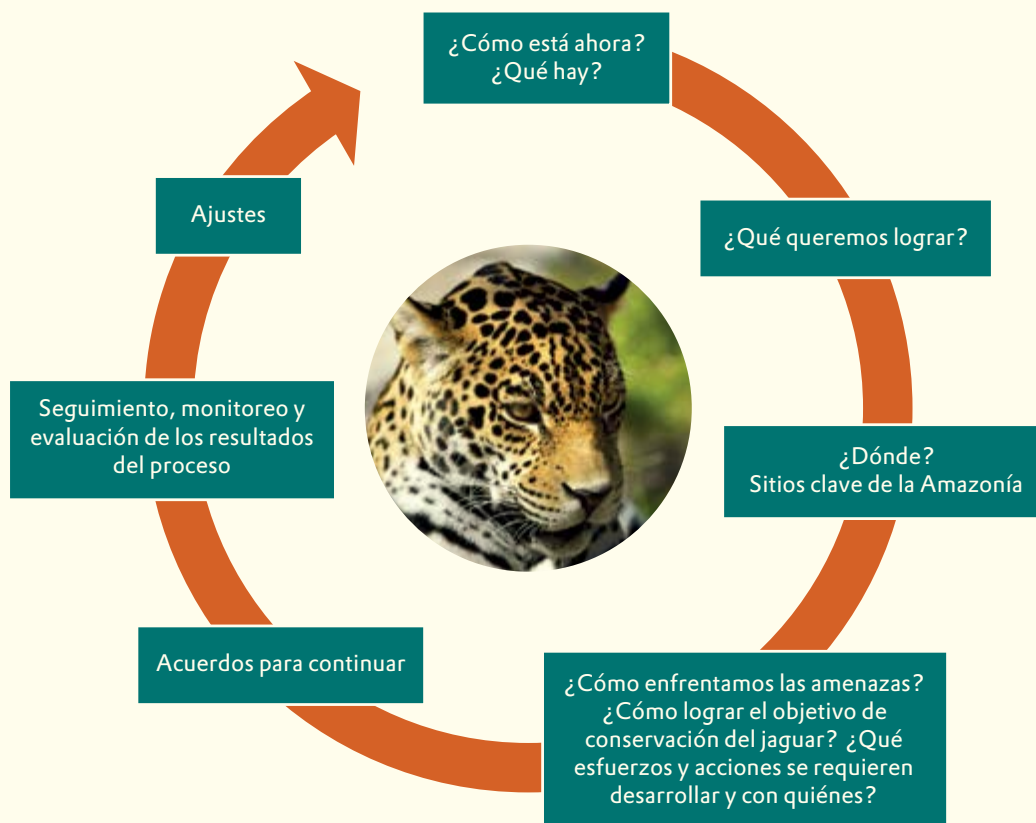 ¿Cómo está ahora?
¿Qué hay?
¿Qué queremos lograr?
¿Dónde?
Sitios clave de la Amazonía
¿Cómo enfrentamos las amenazas?
¿Cómo lograr el objetivo de
conservación del jaguar? ¿Qué
esfuerzos y acciones se requieren
desarrollar y con quiénes?
Acuerdos para continuar
Seguimiento, monitoreo y
evaluación de los resultados
del proceso
Ajustes